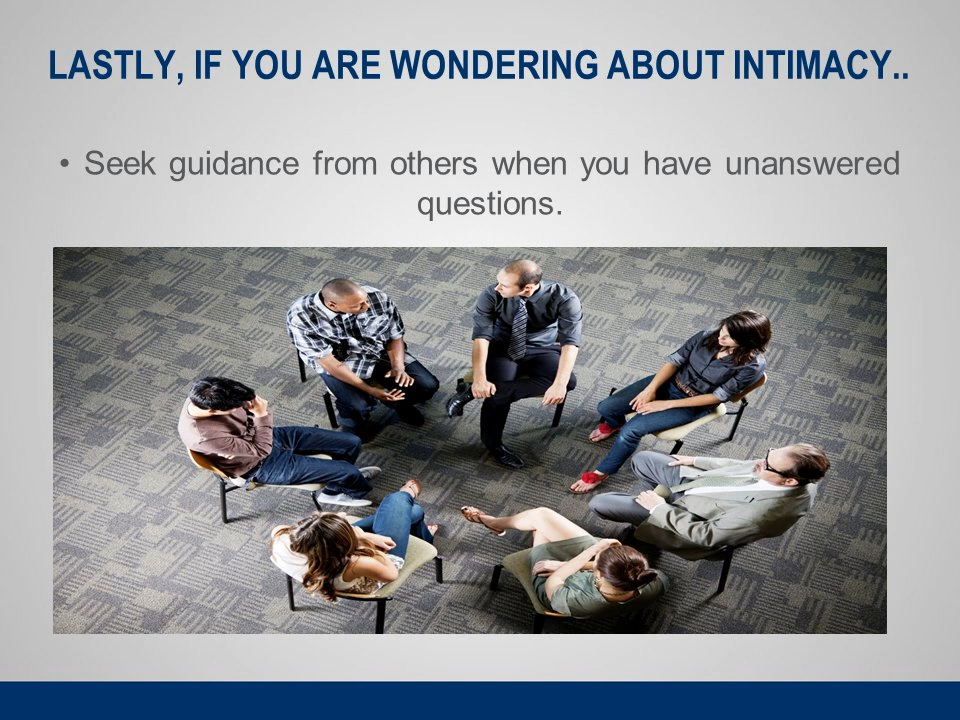 LASTLY, IF YOU ARE WONDERING ABOUT INTIMACY..
• Seek guidance from others when you have unanswered
questions.